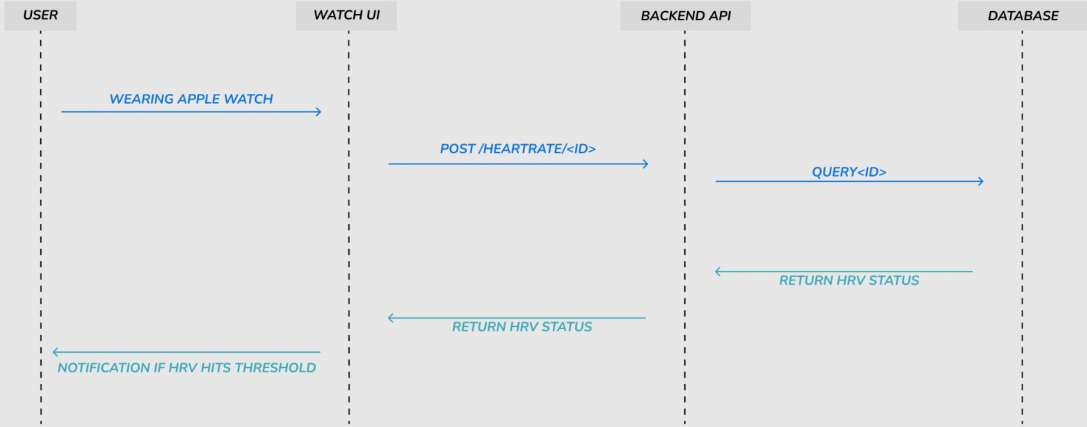 USER
WATCH UI
BACKEND API
DATABASE
WEARING APPLE WATCH
POST /HEARTRATE/<ID>
QUERY<ID>
RETURN HRV STATUS
RETURN HRV STATUS
NOTIFICATION IF HRV HITS THRESHOLD